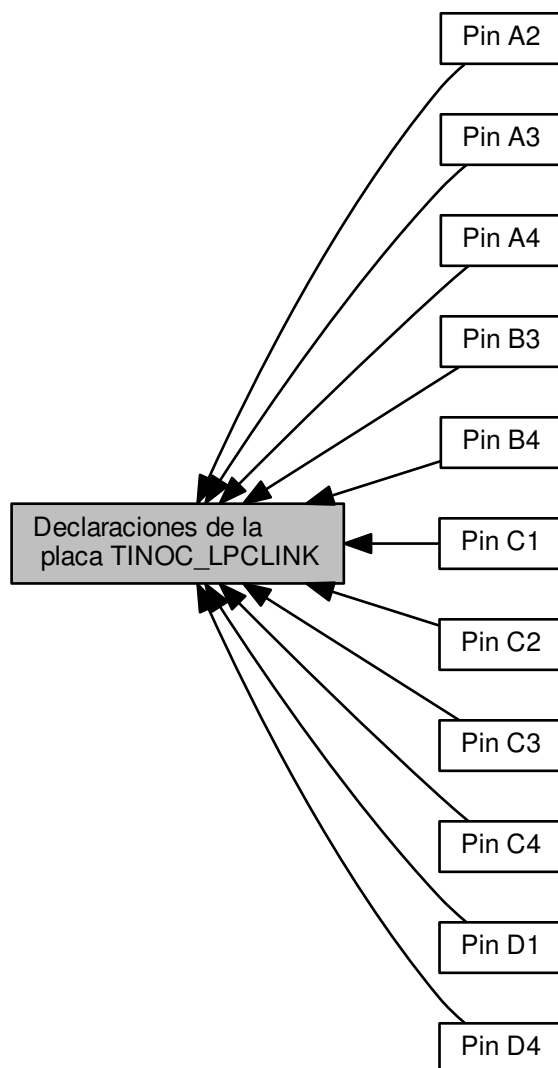 Pin A2
Pin A3
Pin A4
Pin B3
Pin B4
Declaraciones de la
placa TINOC_LPCLINK
Pin C1
Pin C2
Pin C3
Pin C4
Pin D1
Pin D4